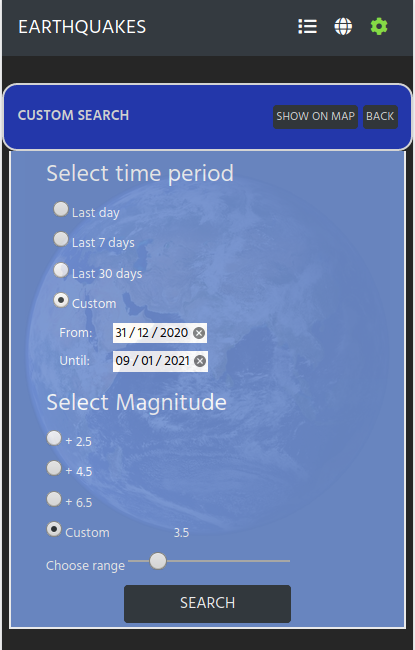 EARTHQUAKES
CUSTOM SEARCH SHOW ON MAP BACK
Select time period
Last day
Last 7 days
Last 30 days
Custom
From: 31 / 12 / 2020
Until: 09 / 01 / 2021
Select Magnitude
+ 2.5
+ 4.5
+ 6.5
Custom 3.5
Choose range
SEARCH